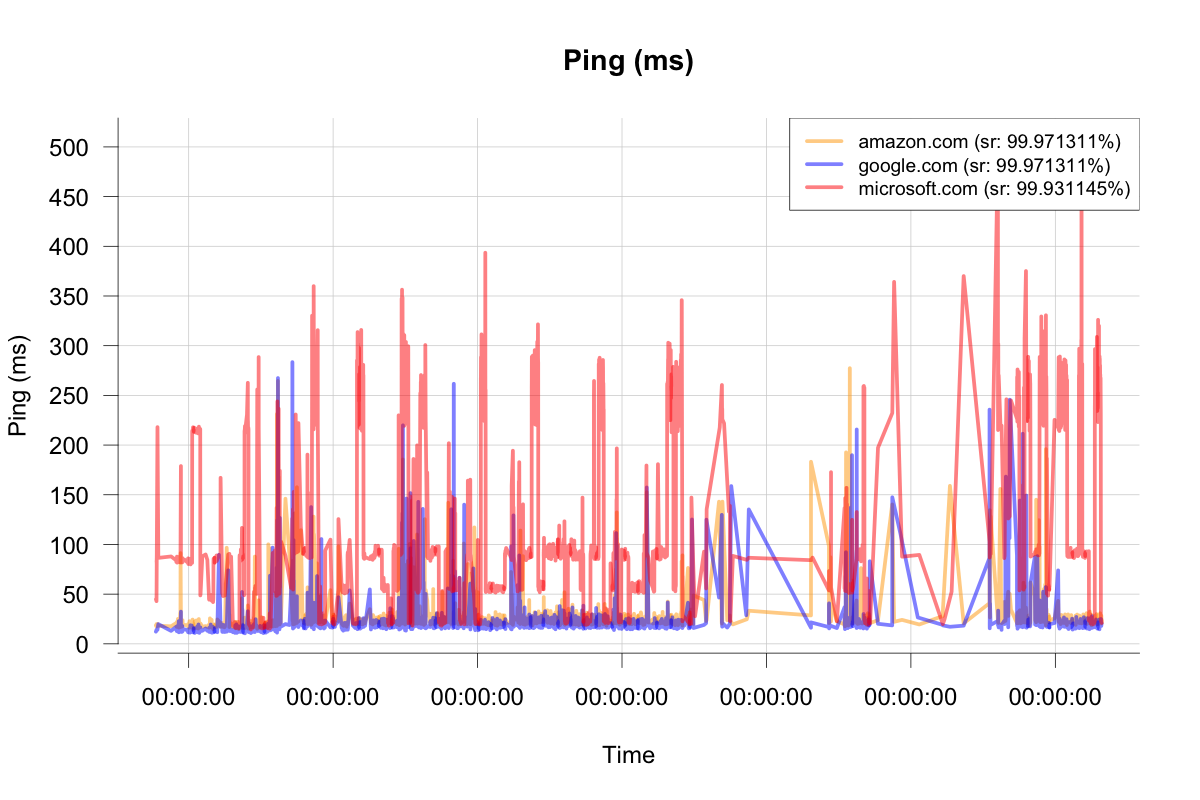 Ping (ms)
amazon.com (sr: 99.971311%)
google.com (sr: 99.971311%)
microsoft.com (sr: 99.931145%)
500
450
400
350
300
250
200
150
100
50
0
Ping (ms)
00:00:00 00:00:00 00:00:00 00:00:00 00:00:00 00:00:00 00:00:00
Time